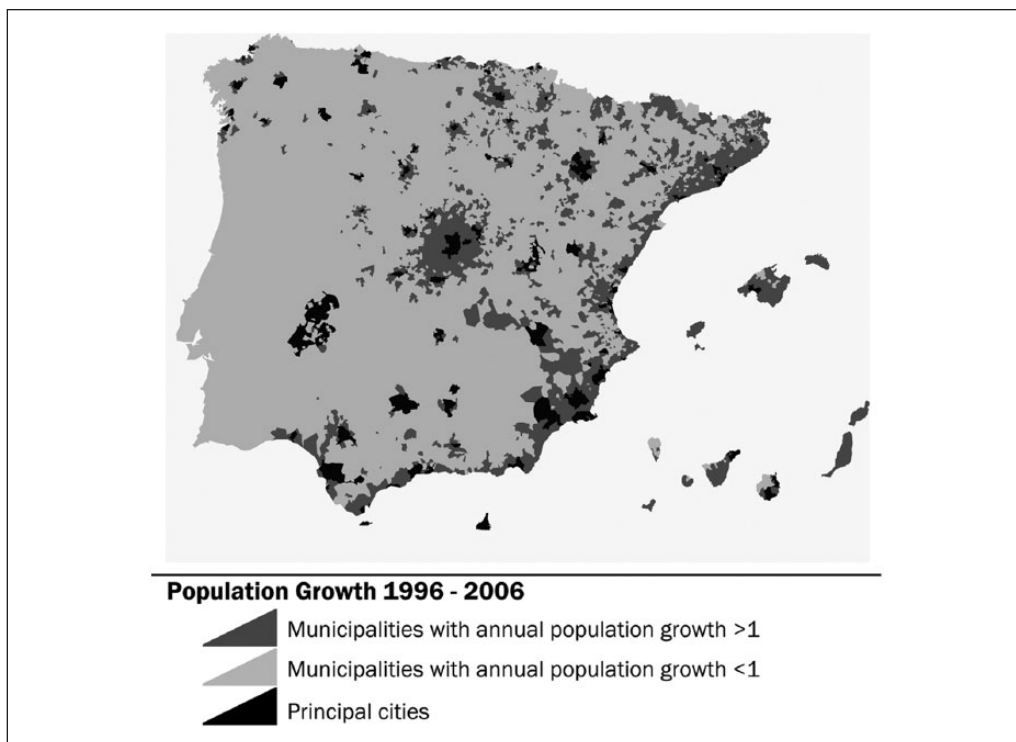 Population Growth 1996 - 2006
Municipalities with annual population growth >1
Municipalities with annual population growth <1
Principal cities